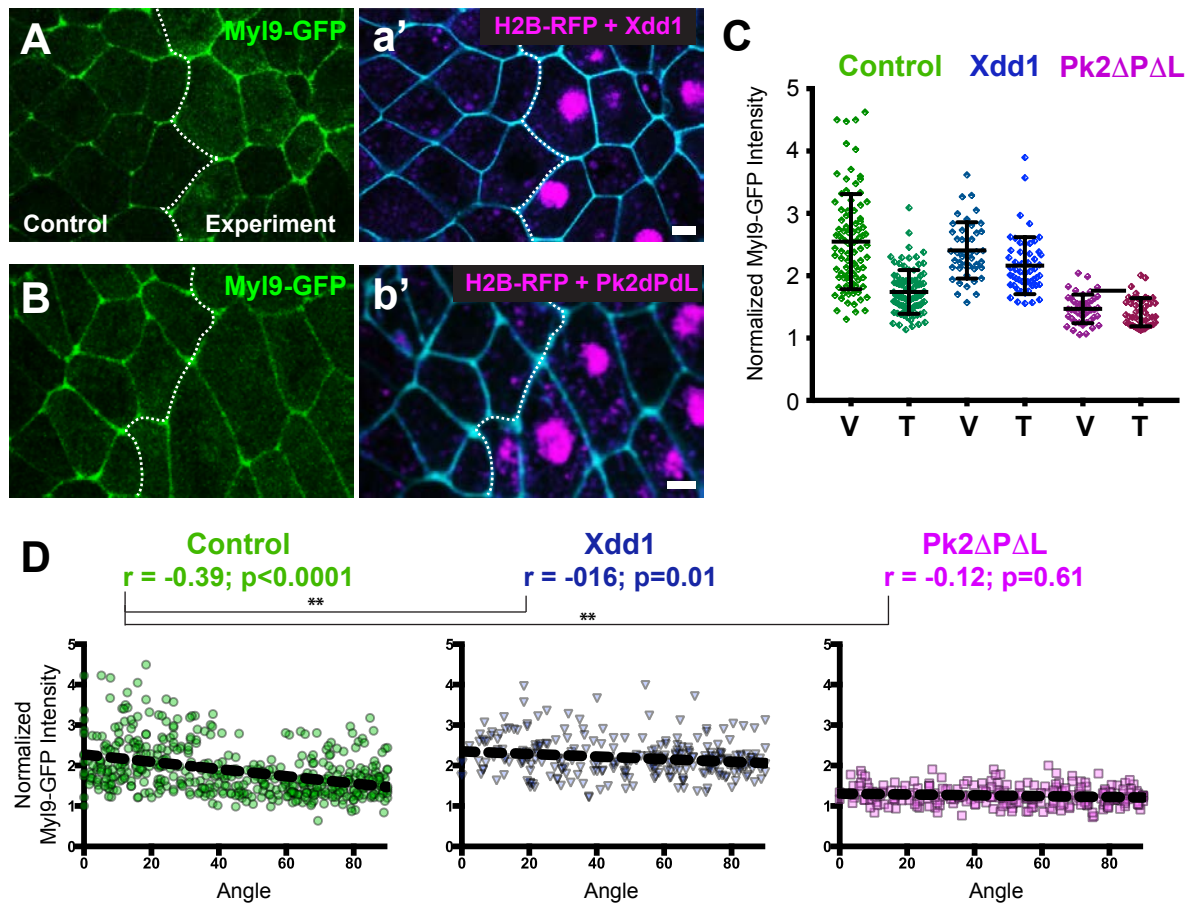 A
Myl9-GFP
Control
Experiment
a'
H2B-RFP + Xdd1
B
Myl9-GFP
b'
H2B-RFP + Pk2dPdL
C
Control
Xdd1
Pk2ΔPΔL
Normalized Myl9-GFP Intensity
5
4
3
2
1
0
V T V T V T
D
Control
r = -0.39; p<0.0001
Xdd1
r = -016; p=0.01
Pk2ΔPΔL
r = -0.12; p=0.61
**
**
Normalized
Myl9-GFP Intensity
5
4
3
2
1
0
0 20 40 60 80
Angle
5
4
3
2
1
0
0 20 40 60 80
Angle
5
4
3
2
1
0
0 20 40 60 80
Angle